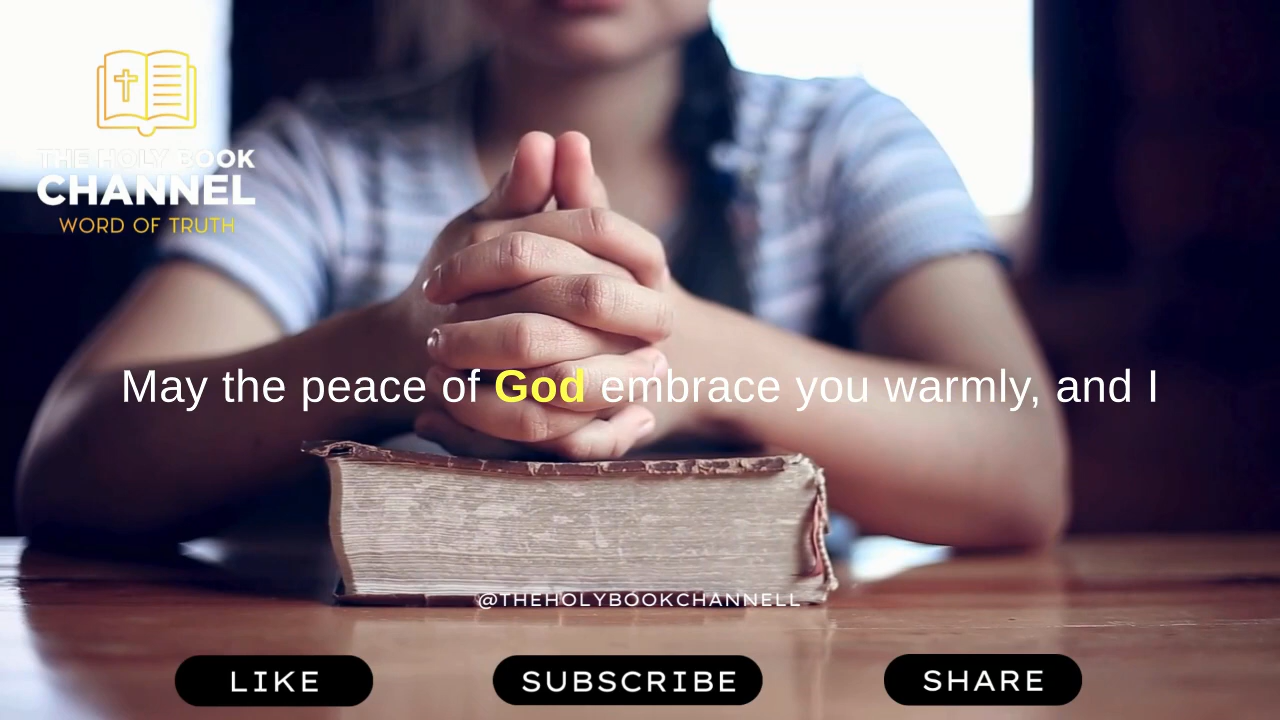 THE HOLY BOOK
CHANNEL
WORD OF TRUTH
May the peace of God embrace you warmly, and I
@THEHOLYBOOKCHANNELL
LIKE
SUBSCRIBE
SHARE